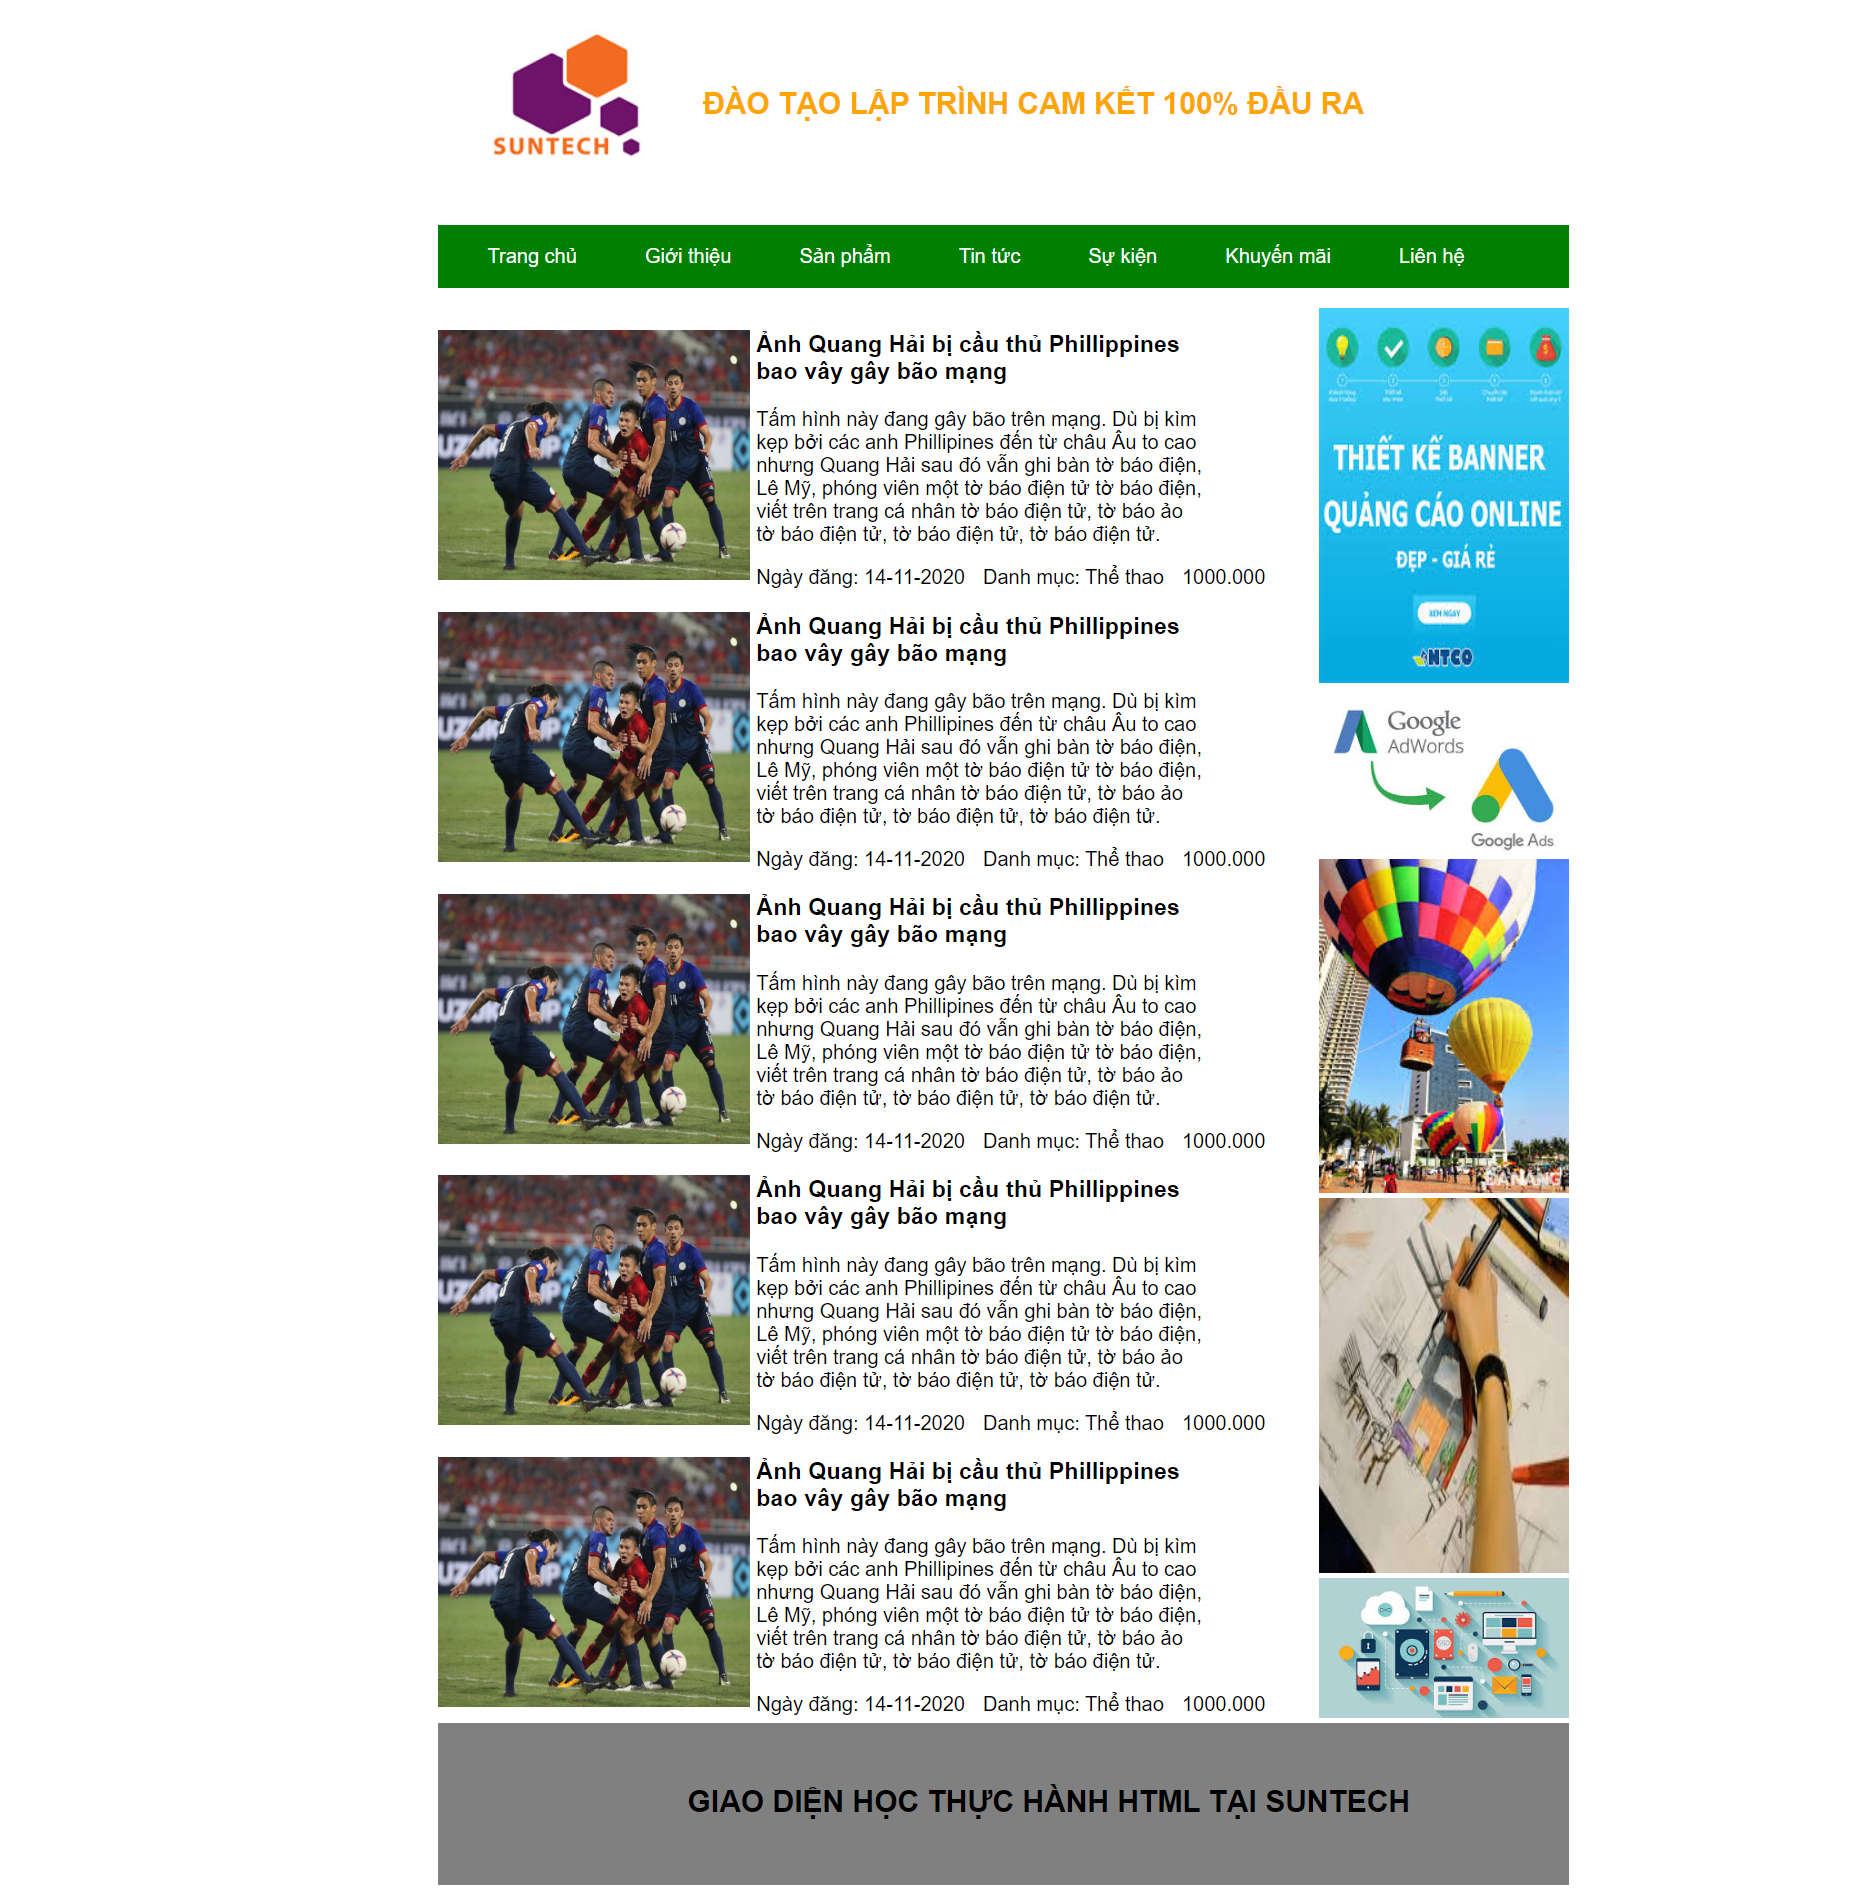 SUNTECH
ĐÀO TẠO LẬP TRÌNH CAM KẾT 100% ĐẦU RA
Trang chủ Giới thiệu Sản phẩm Tin tức Sự kiện Khuyến mãi Liên hệ
Ảnh Quang Hải bị cầu thủ Phillippines
bao vây gây bão mạng
Tấm hình này đang gây bão trên mạng. Dù bị kìm
kẹp bởi các anh Phillipines đến từ châu Âu to cao
nhưng Quang Hải sau đó vẫn ghi bàn tờ báo điện,
Lê Mỹ, phóng viên một tờ báo điện tử tờ báo điện,
viết trên trang cá nhân tờ báo điện tử, tờ báo ảo
tờ báo điện tử, tờ báo điện tử, tờ báo điện tử.
Ngày đăng: 14-11-2020 Danh mục: Thể thao 1000.000
Ảnh Quang Hải bị cầu thủ Phillippines
bao vây gây bão mạng
Tấm hình này đang gây bão trên mạng. Dù bị kìm
kẹp bởi các anh Phillipines đến từ châu Âu to cao
nhưng Quang Hải sau đó vẫn ghi bàn tờ báo điện,
Lê Mỹ, phóng viên một tờ báo điện tử tờ báo điện,
viết trên trang cá nhân tờ báo điện tử, tờ báo ảo
tờ báo điện tử, tờ báo điện tử, tờ báo điện tử.
Ngày đăng: 14-11-2020 Danh mục: Thể thao 1000.000
Ảnh Quang Hải bị cầu thủ Phillippines
bao vây gây bão mạng
Tấm hình này đang gây bão trên mạng. Dù bị kìm
kẹp bởi các anh Phillipines đến từ châu Âu to cao
nhưng Quang Hải sau đó vẫn ghi bàn tờ báo điện,
Lê Mỹ, phóng viên một tờ báo điện tử tờ báo điện,
viết trên trang cá nhân tờ báo điện tử, tờ báo ảo
tờ báo điện tử, tờ báo điện tử, tờ báo điện tử.
Ngày đăng: 14-11-2020 Danh mục: Thể thao 1000.000
Ảnh Quang Hải bị cầu thủ Phillippines
bao vây gây bão mạng
Tấm hình này đang gây bão trên mạng. Dù bị kìm
kẹp bởi các anh Phillipines đến từ châu Âu to cao
nhưng Quang Hải sau đó vẫn ghi bàn tờ báo điện,
Lê Mỹ, phóng viên một tờ báo điện tử tờ báo điện,
viết trên trang cá nhân tờ báo điện tử, tờ báo ảo
tờ báo điện tử, tờ báo điện tử, tờ báo điện tử.
Ngày đăng: 14-11-2020 Danh mục: Thể thao 1000.000
Ảnh Quang Hải bị cầu thủ Phillippines
bao vây gây bão mạng
Tấm hình này đang gây bão trên mạng. Dù bị kìm
kẹp bởi các anh Phillipines đến từ châu Âu to cao
nhưng Quang Hải sau đó vẫn ghi bàn tờ báo điện,
Lê Mỹ, phóng viên một tờ báo điện tử tờ báo điện,
viết trên trang cá nhân tờ báo điện tử, tờ báo ảo
tờ báo điện tử, tờ báo điện tử, tờ báo điện tử.
Ngày đăng: 14-11-2020 Danh mục: Thể thao 1000.000
THIẾT KẾ BANNER
QUẢNG CÁO ONLINE
ĐẸP - GIÁ RẺ
XEM NGAY
NTCO
Google
AdWords
Google Ads
DANANG
SSD
GIAO DIỆN HỌC THỰC HÀNH HTML TẠI SUNTECH